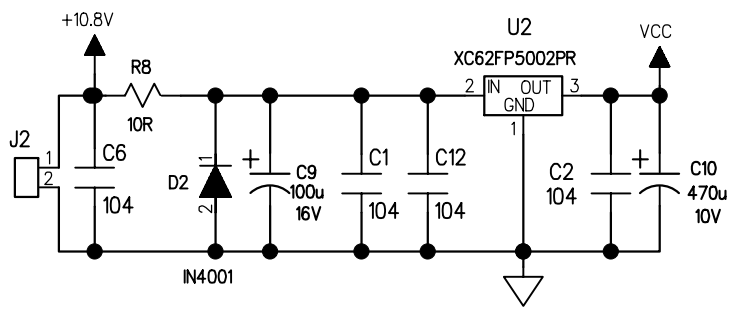 +10.8V
R8
10R
J2
1
2
C6
104
D2
1
2
IN4001
C9
100u
16V
C1
104
C12
104
U2
XC62FP5002PR
2
IN
OUT
3
GND
1
C2
104
VCC
C10
470u
10V